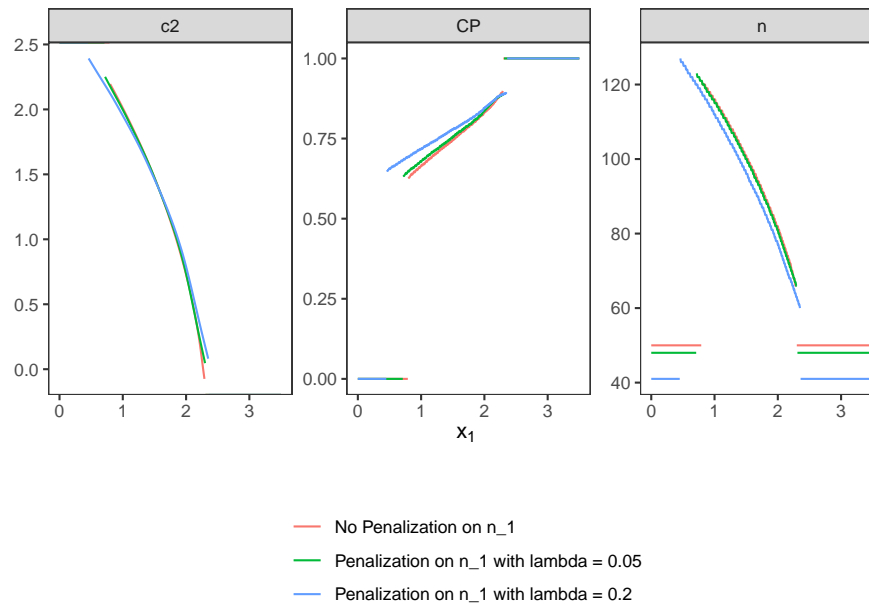 c2 CP n
2.5 1.00 120
2.0 0.75 100
1.5 0.50 80
1.0 0.25 60
0.5 0.00 40
0.0
0 1 2 3 0 1 2 3 0 1 2 3
x1
No Penalization on n_1
Penalization on n_1 with lambda = 0.05
Penalization on n_1 with lambda = 0.2